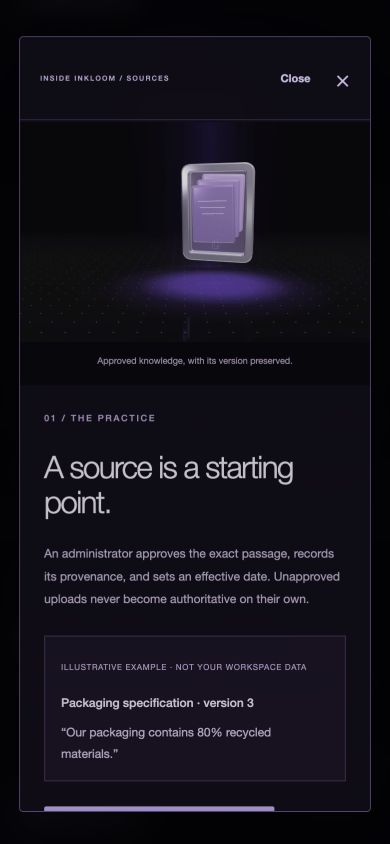 INSIDE INKLOOM / SOURCES
Close ×
Approved knowledge, with its version preserved.
01 / THE PRACTICE
A source is a starting
point.
An administrator approves the exact passage, records
its provenance, and sets an effective date. Unapproved
uploads never become authoritative on their own.
ILLUSTRATIVE EXAMPLE · NOT YOUR WORKSPACE DATA
Packaging specification · version 3
“Our packaging contains 80% recycled
materials.”